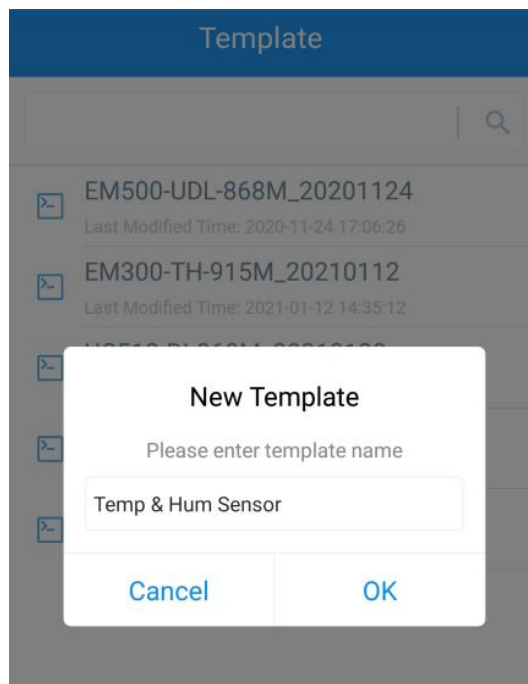 Template
EM500-UDL-868M_20201124
Last Modified Time: 2020-11-24 17:06:26
EM300-TH-915M_20210112
Last Modified Time: 2021-01-12 14:35:12
New Template
Please enter template name
Temp & Hum Sensor
Cancel
OK